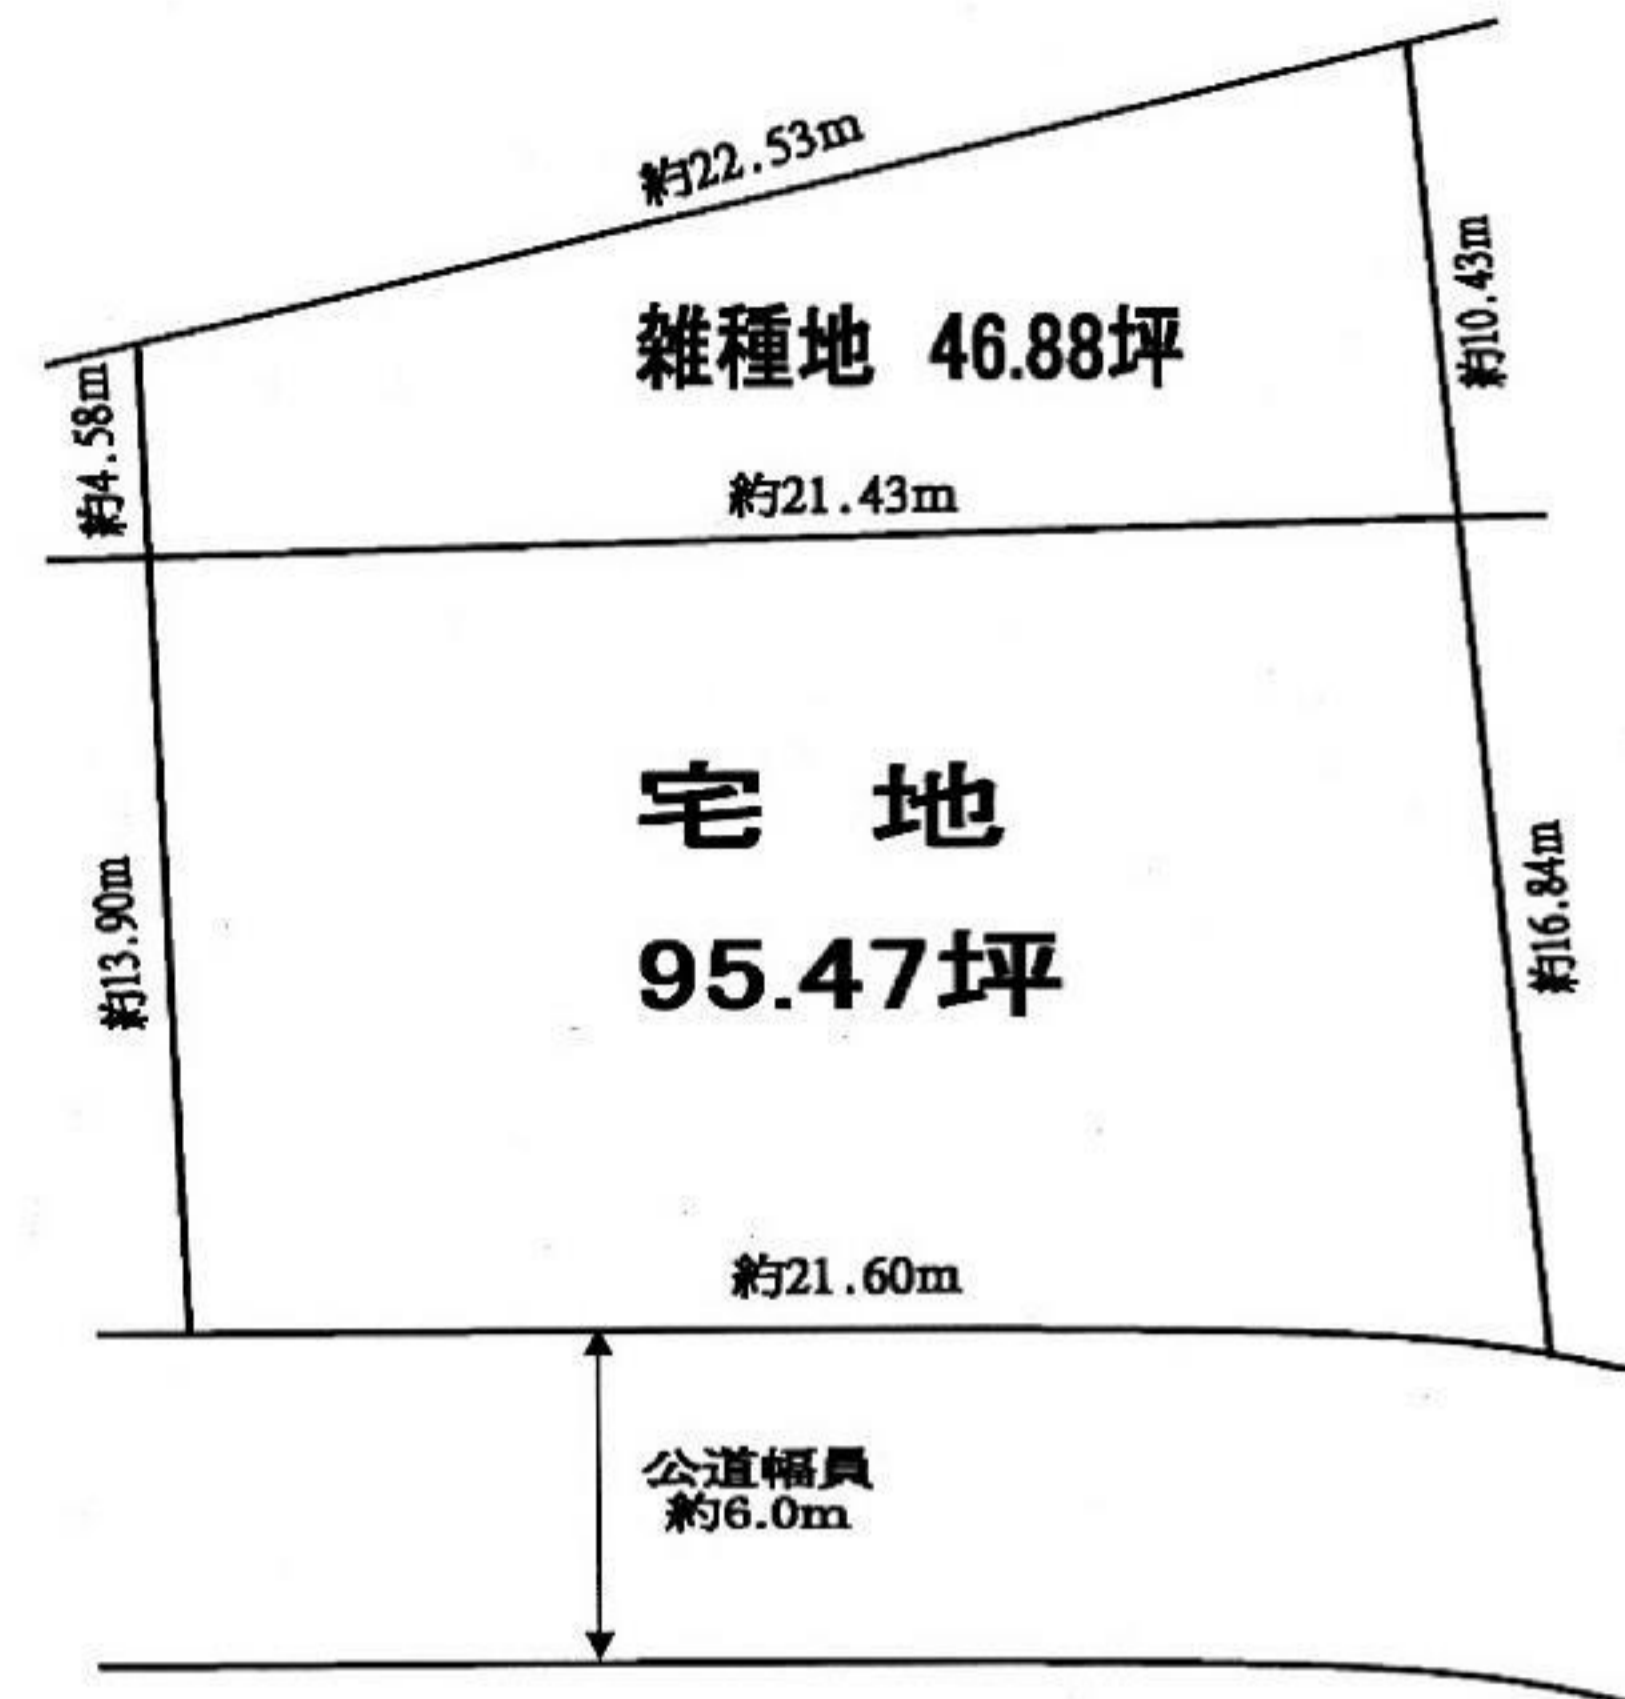 約22.53m
約10.43m
雑種地 46.88坪
約4.58m
約21.43m
宅 地
95.47坪
約13.90m
約16.84m
約21.60m
公道幅員
約6.0m